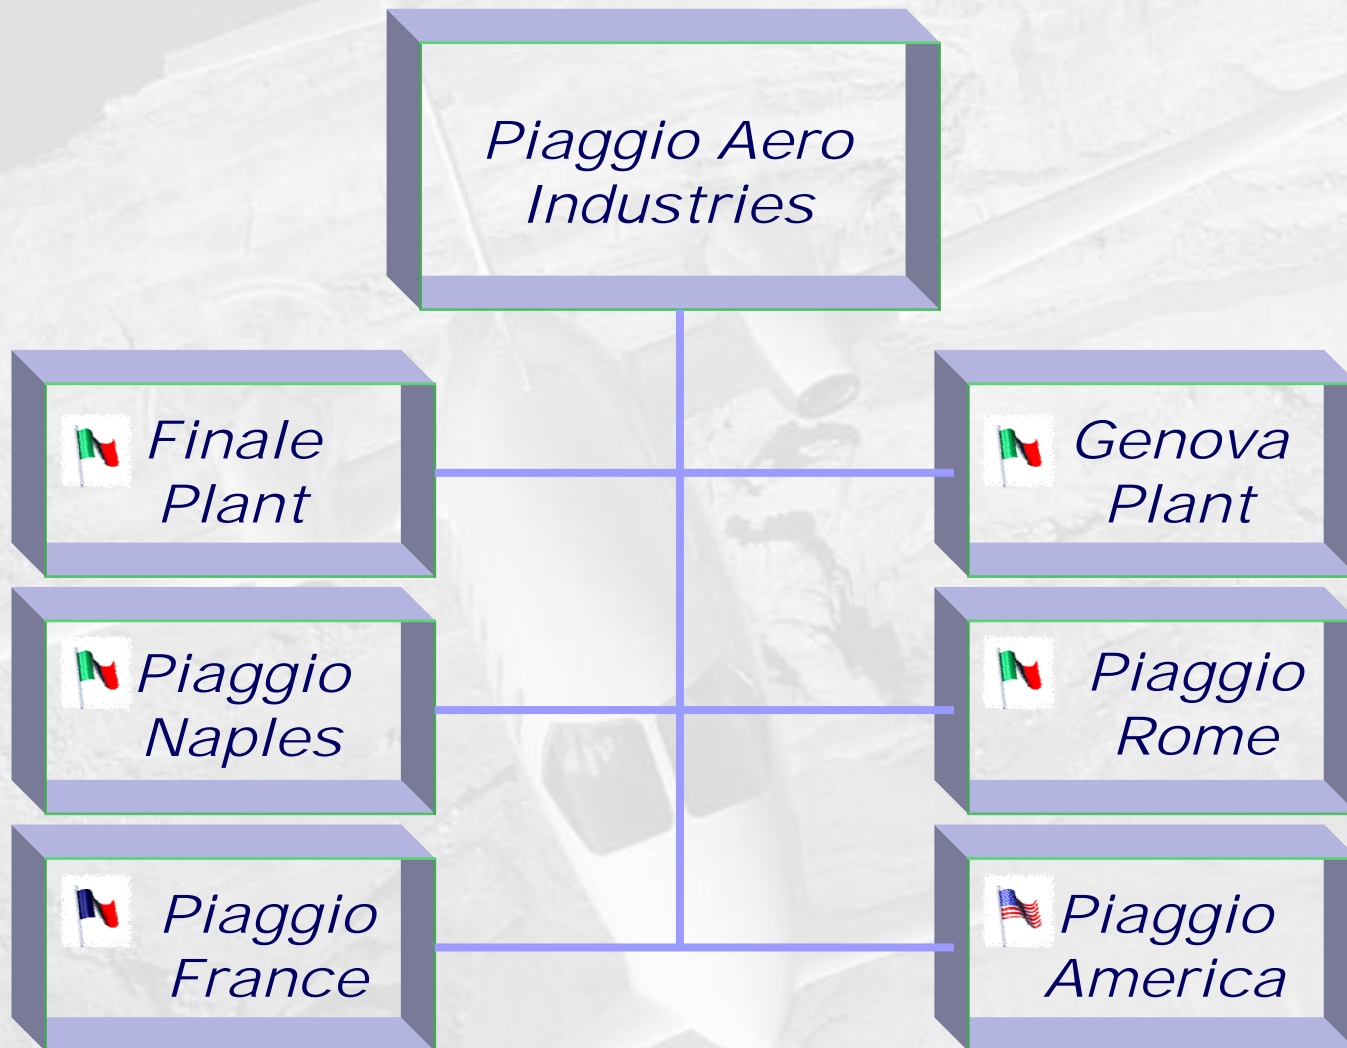 Piaggio Aero
Industries
Finale
Plant
Genova
Plant
Piaggio
Naples
Piaggio
Rome
Piaggio
France
Piaggio
America